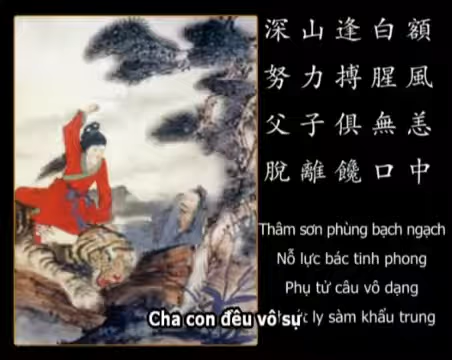 深山逢白額
努力搏腥風
父子俱無恙
脫離饞口中
Thâm sơn phùng bạch ngạch
Nỗ lực bác tinh phong
Phụ tử câu vô dạng
ly sàm khẩu trung
Cha con đều vô sự